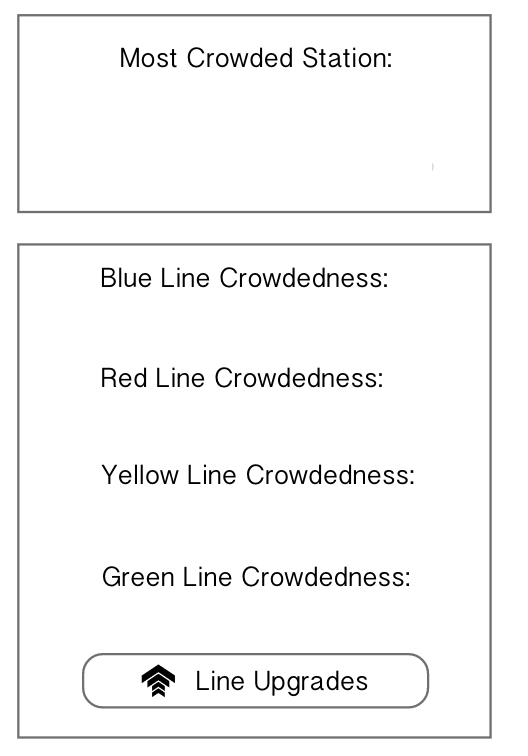 Most Crowded Station:
Blue Line Crowdedness:
Red Line Crowdedness:
Yellow Line Crowdedness:
Green Line Crowdedness:
Line Upgrades